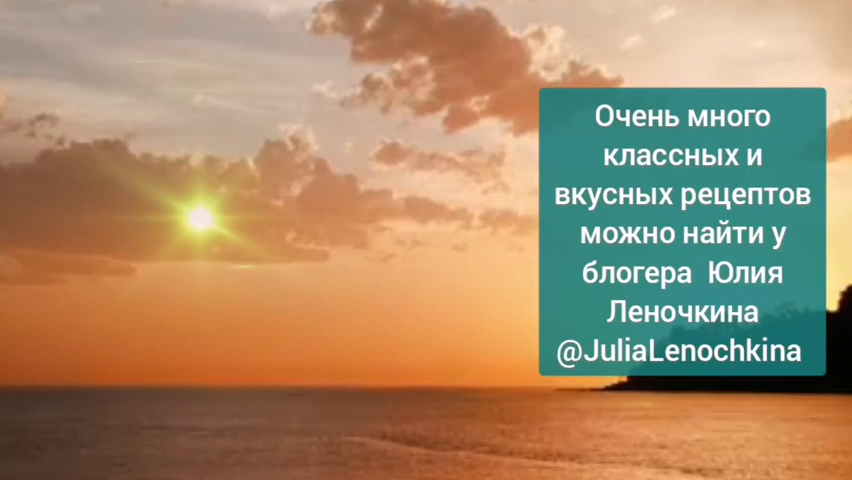 Очень много
классных и
вкусных рецептов
можно найти у
блогера Юлия
Леночкина
@JuliaLenochkina